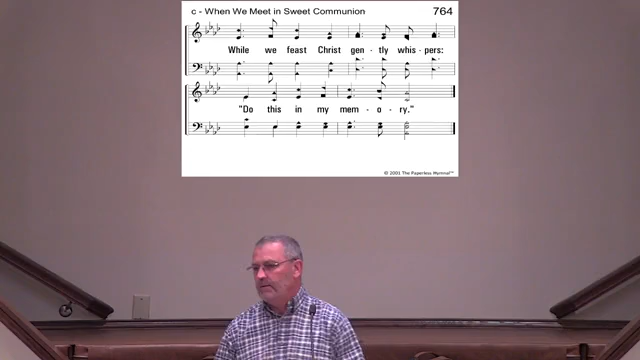 c - When We Meet in Sweet Communion 764
While we feast Christ gen - tly whis - pers:
"Do this in my mem - o - ry."
© 2001 The Paperless Hymnal™